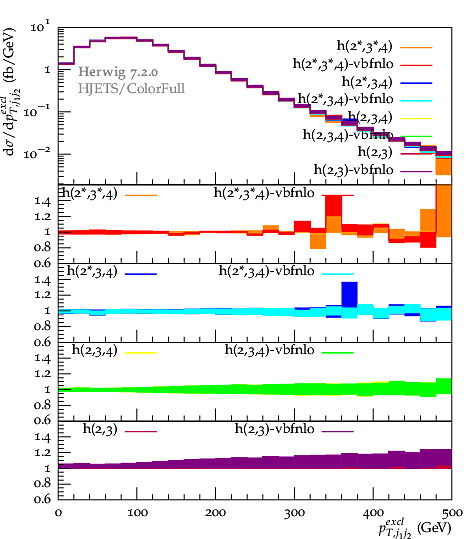 10¹
1
10⁻¹
10⁻²
dσ/dp^{excl}_{T,j₁j₂} (fb/GeV)
Herwig 7.2.0
HJETS/ColorFull
h(2*,3*,4)
h(2*,3*,4)-vbfnlo
h(2*,3,4)
h(2*,3,4)-vbfnlo
h(2,3,4)
h(2,3,4)-vbfnlo
h(2,3)
h(2,3)-vbfnlo
h(2*,3*,4) h(2*,3*,4)-vbfnlo
1.4
1.2
1
0.8
0.6
h(2*,3,4) h(2*,3,4)-vbfnlo
1.4
1.2
1
0.8
0.6
h(2,3,4) h(2,3,4)-vbfnlo
1.4
1.2
1
0.8
0.6
h(2,3) h(2,3)-vbfnlo
1.4
1.2
1
0.8
0.6
0 100 200 300 400 500
p^{excl}_{T,j₁j₂} (GeV)